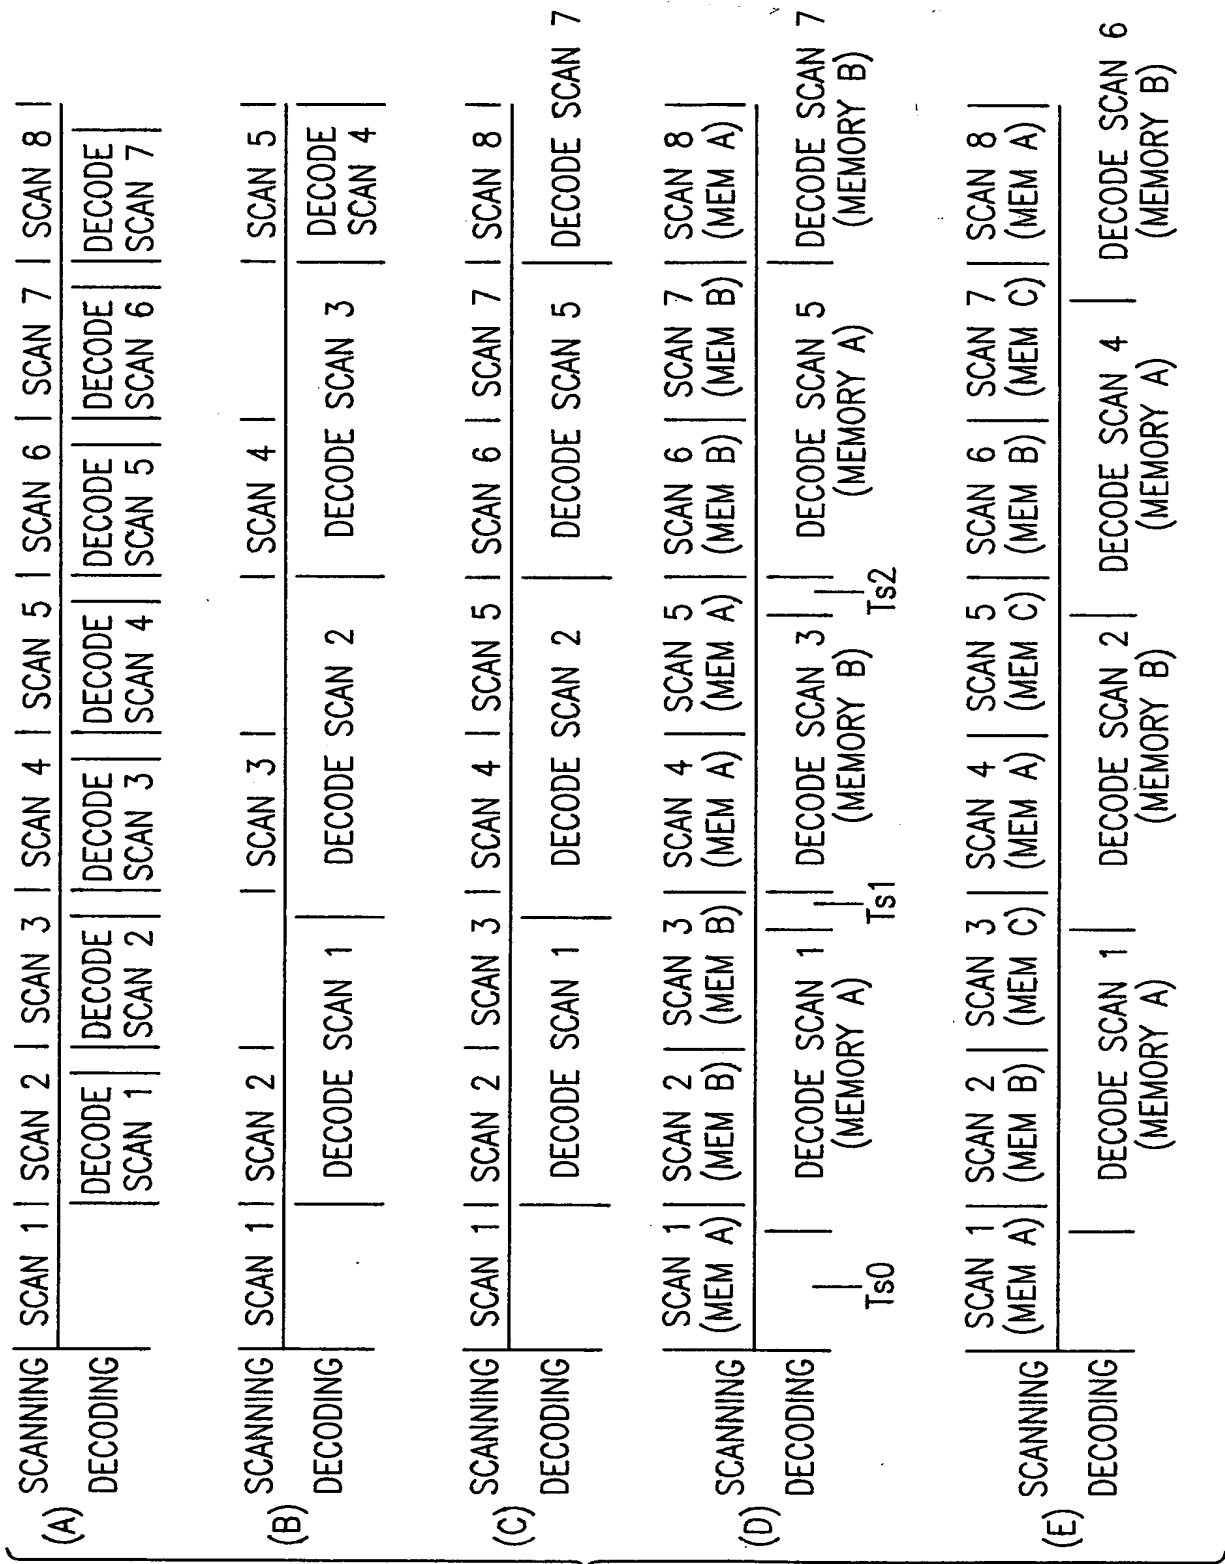 (A)
SCANNING | SCAN 1 | SCAN 2 | SCAN 3 | SCAN 4 | SCAN 5 | SCAN 6 | SCAN 7 | SCAN 8 |
DECODING | DECODE | DECODE | DECODE | DECODE | DECODE | DECODE | DECODE |
SCAN 1 | SCAN 2 | SCAN 3 | SCAN 4 | SCAN 5 | SCAN 6 | SCAN 7 |
(B)
SCANNING | SCAN 1 | SCAN 2 | | SCAN 3 | | SCAN 4 | | SCAN 5 |
DECODING | | DECODE SCAN 1 | DECODE SCAN 2 | DECODE SCAN 3 | DECODE
SCAN 4
(C)
SCANNING | SCAN 1 | SCAN 2 | SCAN 3 | SCAN 4 | SCAN 5 | SCAN 6 | SCAN 7 | SCAN 8 |
DECODING | | DECODE SCAN 1 | DECODE SCAN 2 | DECODE SCAN 5 | DECODE SCAN 7
(D)
SCANNING | SCAN 1 | SCAN 2 | SCAN 3 | SCAN 4 | SCAN 5 | SCAN 6 | SCAN 7 | SCAN 8 |
(MEM A) | (MEM B) | (MEM B) | (MEM A) | (MEM A) | (MEM B) | (MEM B) | (MEM A) |
DECODING | | DECODE SCAN 1 | | DECODE SCAN 3 | | DECODE SCAN 5 | DECODE SCAN 7
(MEMORY A) (MEMORY B) (MEMORY A) (MEMORY B)
Ts0 Ts1 Ts2
(E)
SCANNING | SCAN 1 | SCAN 2 | SCAN 3 | SCAN 4 | SCAN 5 | SCAN 6 | SCAN 7 | SCAN 8 |
(MEM A) | (MEM B) | (MEM C) | (MEM A) | (MEM C) | (MEM B) | (MEM C) | (MEM A) |
DECODING | | DECODE SCAN 1 | DECODE SCAN 2 | DECODE SCAN 4 | DECODE SCAN 6
(MEMORY A) (MEMORY B) (MEMORY A) (MEMORY B)